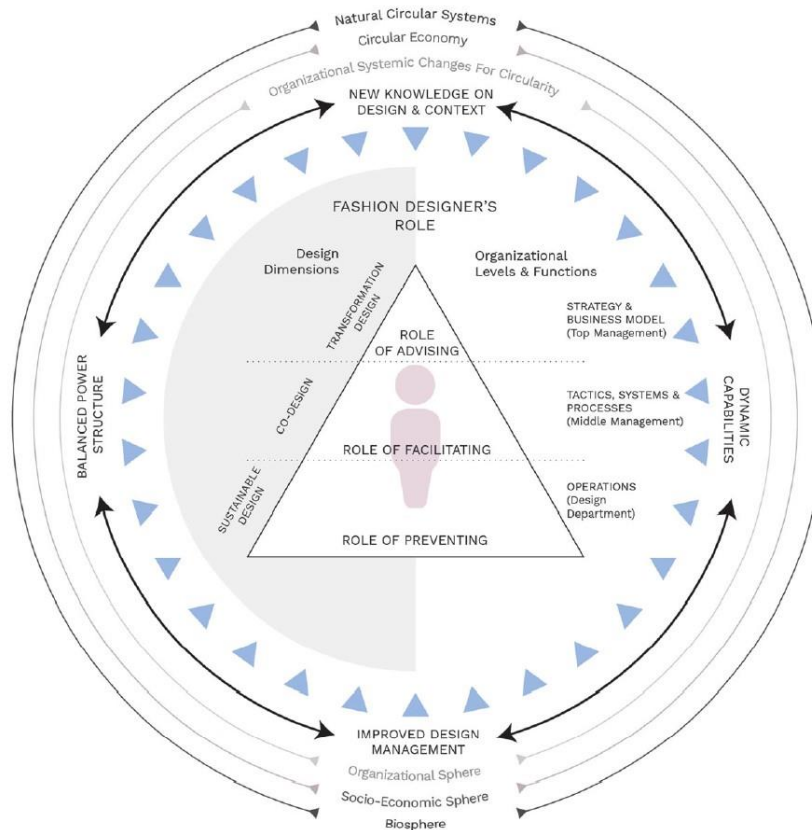 Natural Circular Systems
Circular Economy
Organizational Systemic Changes For Circularity
NEW KNOWLEDGE ON
DESIGN & CONTEXT
FASHION DESIGNER'S
ROLE
Design
Dimensions
Organizational
Levels & Functions
TRANSFORMATION
DESIGN
CO-DESIGN
SUSTAINABLE
DESIGN
ROLE
OF ADVISING
ROLE OF FACILITATING
ROLE OF PREVENTING
STRATEGY &
BUSINESS MODEL
(Top Management)
TACTICS, SYSTEMS &
PROCESSES
(Middle Management)
OPERATIONS
(Design
Department)
BALANCED POWER
STRUCTURE
DYNAMIC
CAPABILITIES
IMPROVED DESIGN
MANAGEMENT
Organizational Sphere
Socio-Economic Sphere
Biosphere